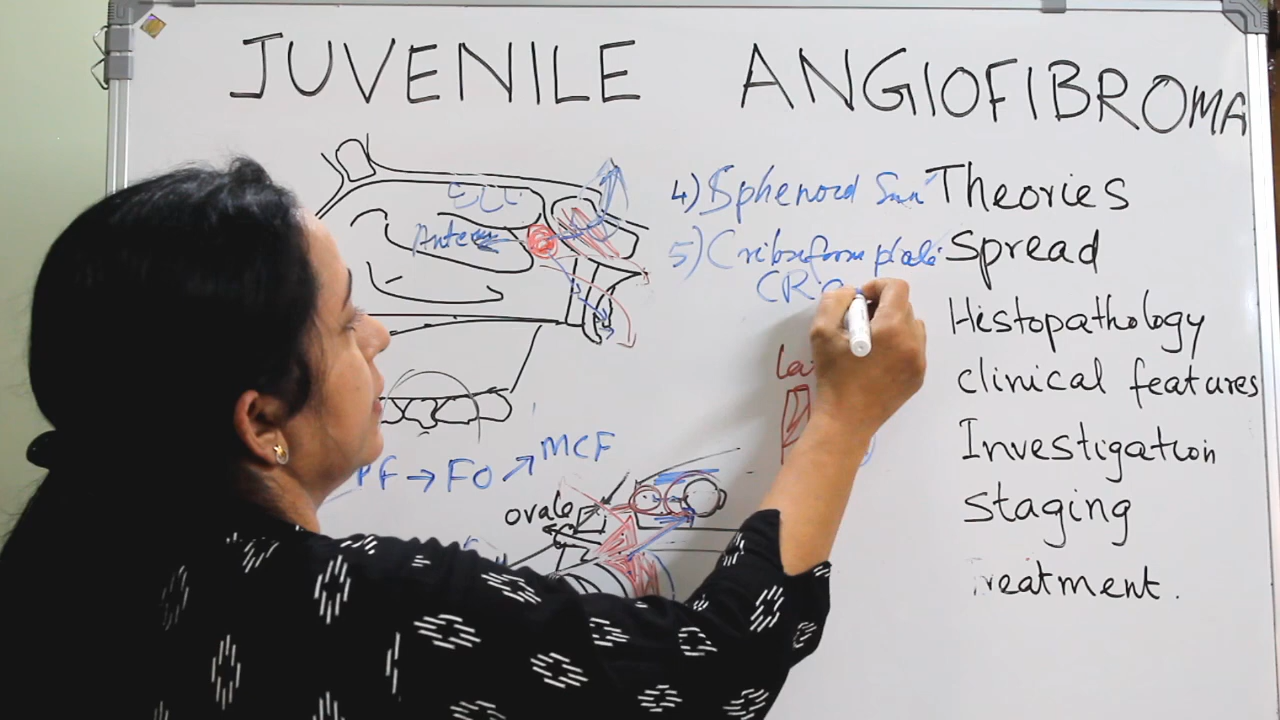 JUVENILE ANGIOFIBROMA
4) Sphenoid
5) Cribriform plate
Antern
PF → FO ↗ MCF
ovale
Theories
Spread
Histopathology
clinical features
Investigation
staging
reatment.